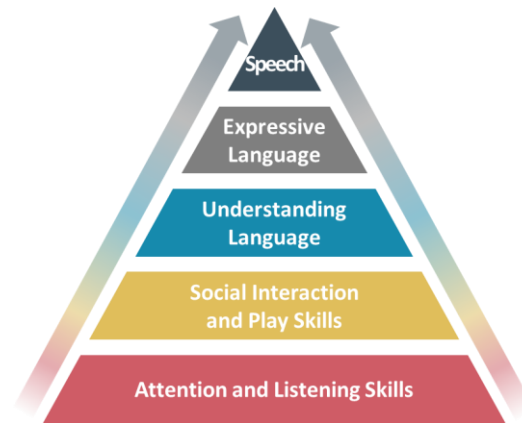 Speech
Expressive
Language
Understanding
Language
Social Interaction
and Play Skills
Attention and Listening Skills